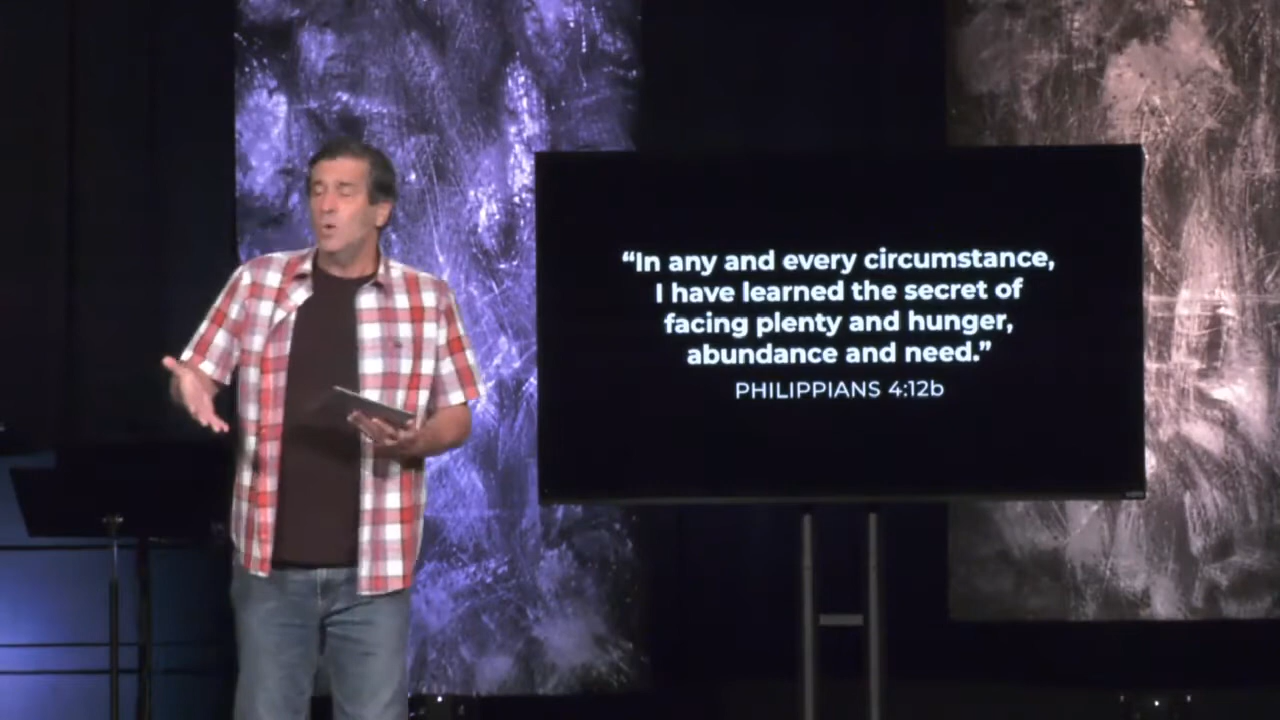 “In any and every circumstance,
I have learned the secret of
facing plenty and hunger,
abundance and need.”
PHILIPPIANS 4:12b